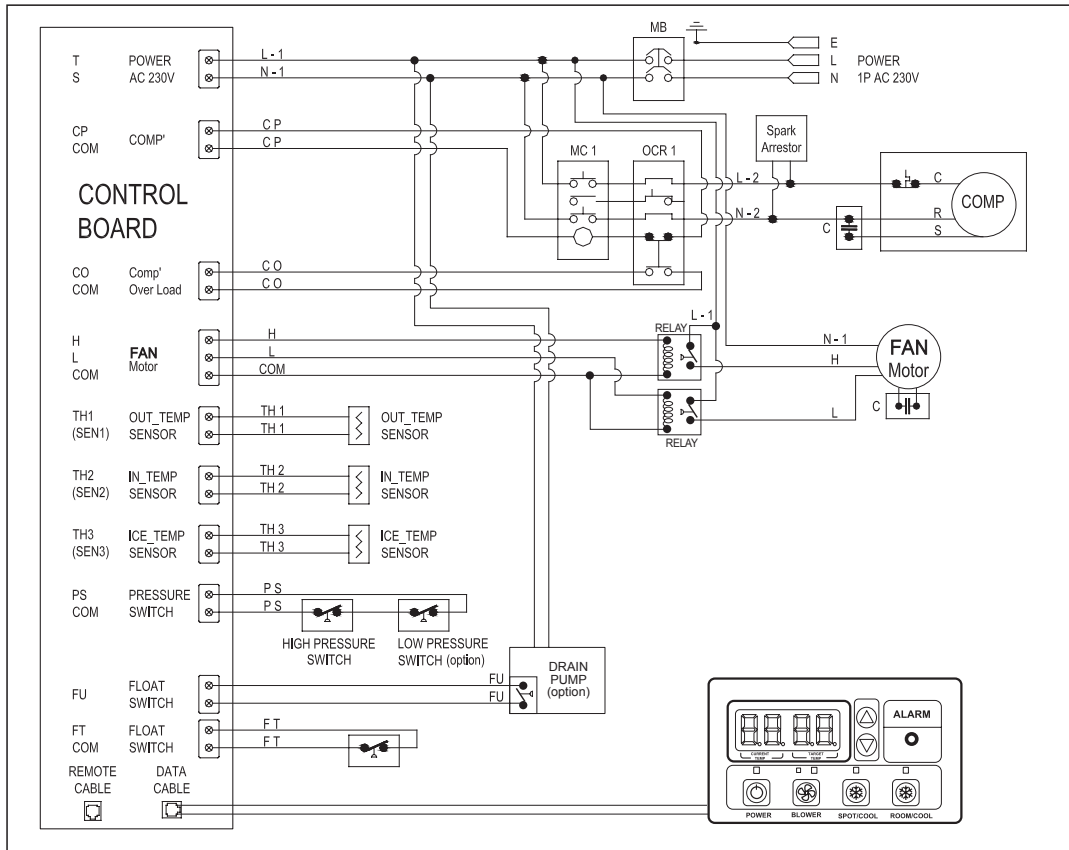 MB
E
T POWER L-1 L POWER
S AC 230V N-1 N 1P AC 230V
CP COMP' C P
COM C P
Spark
Arrestor
MC 1 OCR 1
L-2 C
CONTROL
BOARD
COMP
N-2 R
C S
CO Comp' C O
COM Over Load C O
L-1
RELAY
H FAN H N-1 FAN
L Motor L H Motor
COM COM
C
L
RELAY
TH1 OUT_TEMP TH 1 OUT_TEMP
(SEN1) SENSOR TH 1 SENSOR
TH2 IN_TEMP TH 2 IN_TEMP
(SEN2) SENSOR TH 2 SENSOR
TH3 ICE_TEMP TH 3 ICE_TEMP
(SEN3) SENSOR TH 3 SENSOR
PS PRESSURE P S
COM SWITCH P S
HIGH PRESSURE LOW PRESSURE
SWITCH SWITCH (option)
DRAIN
PUMP
(option)
FU FLOAT FU
SWITCH FU
FT FLOAT F T
COM SWITCH F T
REMOTE DATA
CABLE CABLE
88 88
ALARM
CURRENT TEMP
TARGET TEMP
POWER BLOWER SPOT/COOL ROOM/COOL